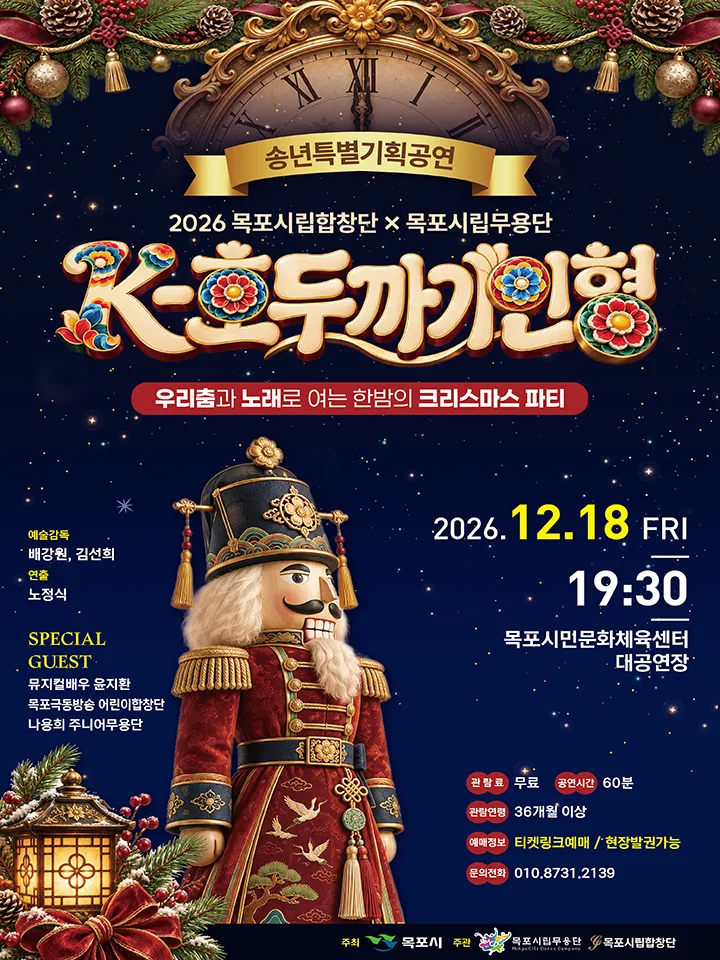 XI XII I II
송년특별기획공연
2026 목포시립합창단 × 목포시립무용단
K-호두까기인형
우리춤과 노래로 여는 한밤의 크리스마스 파티
예술감독
배강원, 김선희
연출
노정식
SPECIAL
GUEST
뮤지컬배우 윤지환
목포극동방송 어린이합창단
나용희 주니어무용단
2026.12.18 FRI
19:30
목포시민문화체육센터
대공연장
관람료 무료 공연시간 60분
관람연령 36개월 이상
예매정보 티켓링크예매 / 현장발권가능
문의전화 010.8731.2139
주최 목포시 주관 목포시립무용단 목포시립합창단
Mokpo City Dance Company